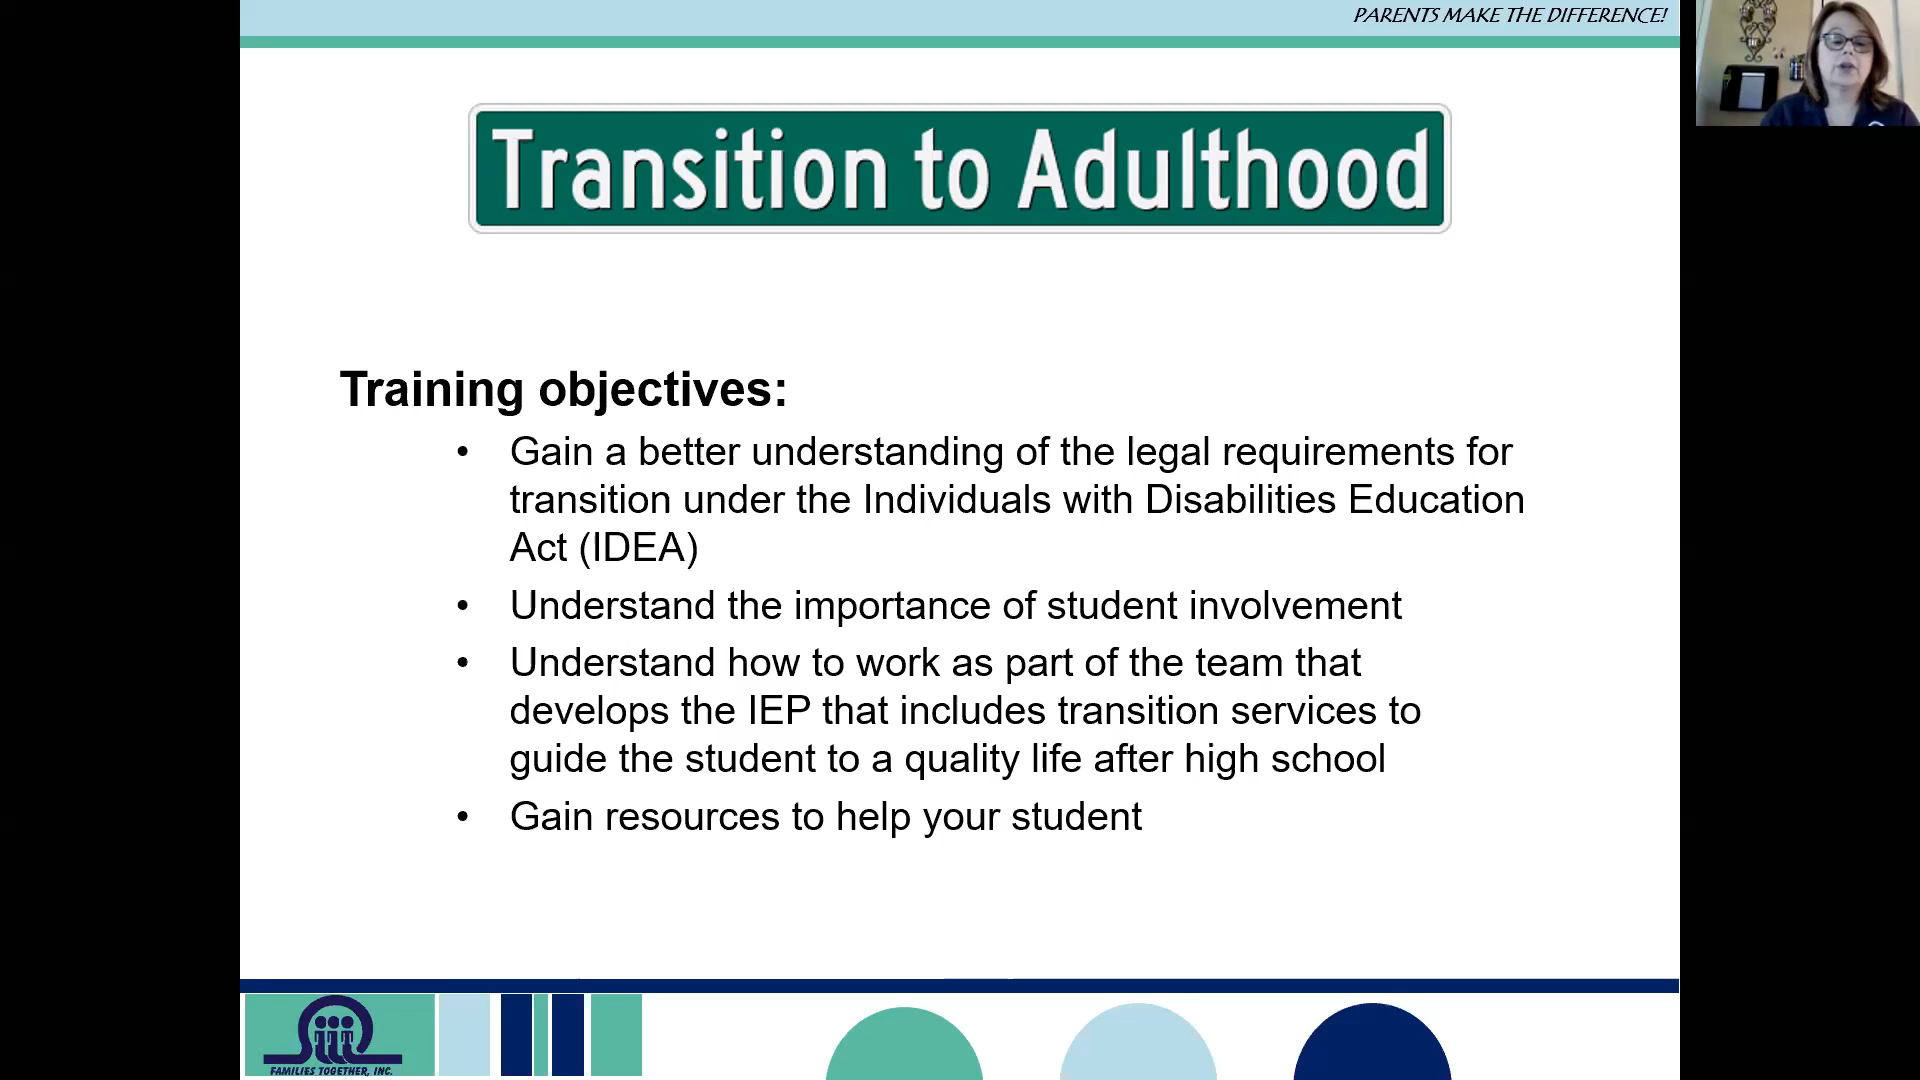 PARENTS MAKE THE DIFFERENCE!
Transition to Adulthood
Training objectives:
• Gain a better understanding of the legal requirements for
transition under the Individuals with Disabilities Education
Act (IDEA)
• Understand the importance of student involvement
• Understand how to work as part of the team that
develops the IEP that includes transition services to
guide the student to a quality life after high school
• Gain resources to help your student
FAMILIES TOGETHER, INC.